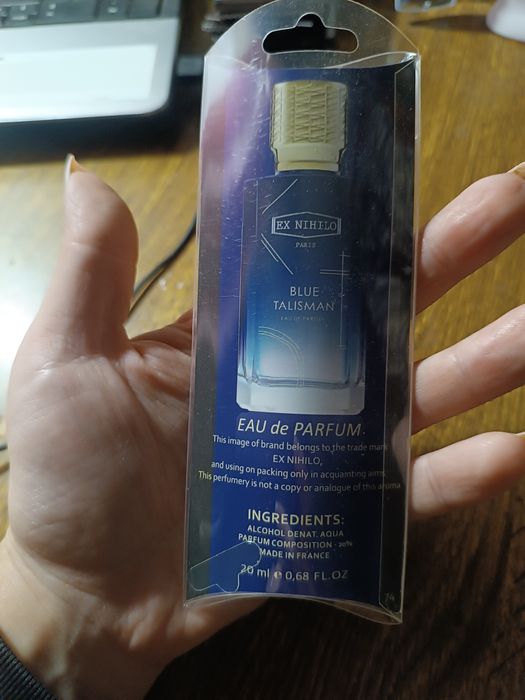 EX NIHILO
PARIS
BLUE
TALISMAN
EAU DE PARFUM
EAU de PARFUM
This image of brand belongs to the trade mark
EX NIHILO,
and using on packing only in acquainting aims.
This perfumery is not a copy or analogue of this aroma
INGREDIENTS:
ALCOHOL DENAT. AQUA
PARFUM COMPOSITION - 20%
MADE IN FRANCE
20 ml e 0,68 FL.OZ